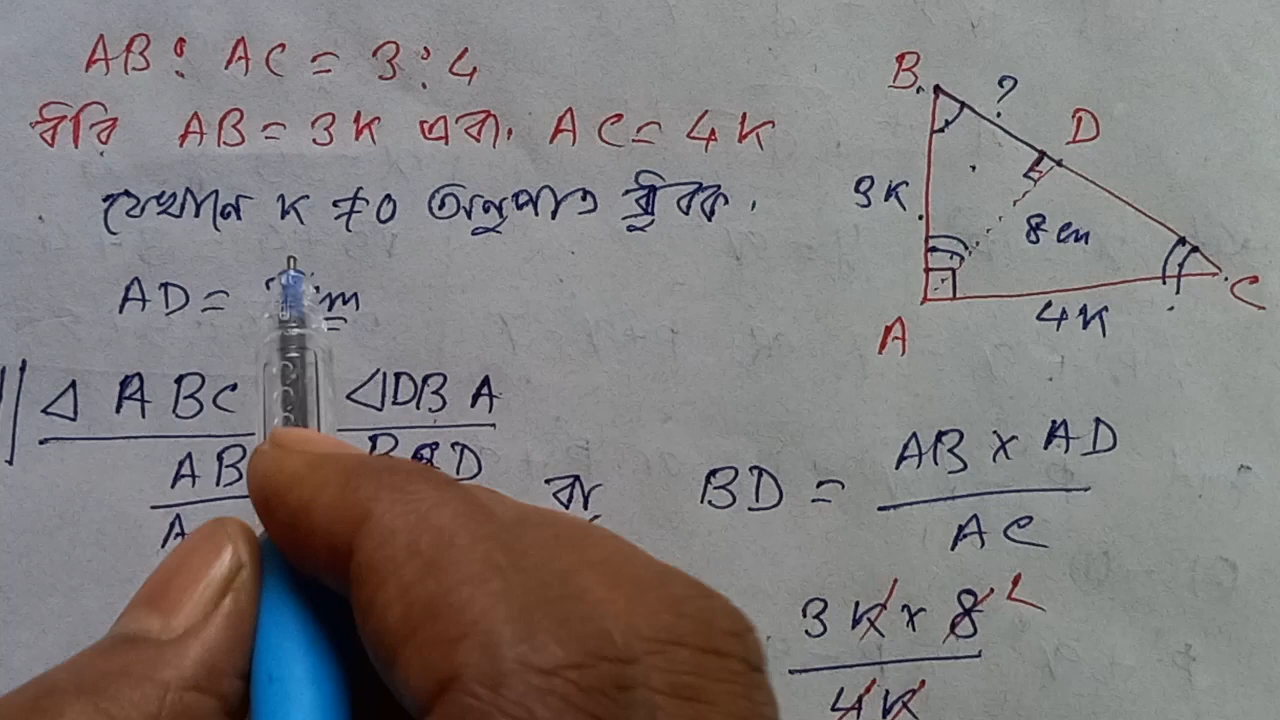 AB : AC = 3 : 4
ধরি AB = 3K এবং AC = 4K
যেখানে K ≠ 0 অনুপাত ধ্রুবক.
AD = m
|| △ ABC △DBA
AB D
A
বা, BD = AB × AD
AC
3K × 8 2
4K
B ? D
3K
8 cm
A 4K C